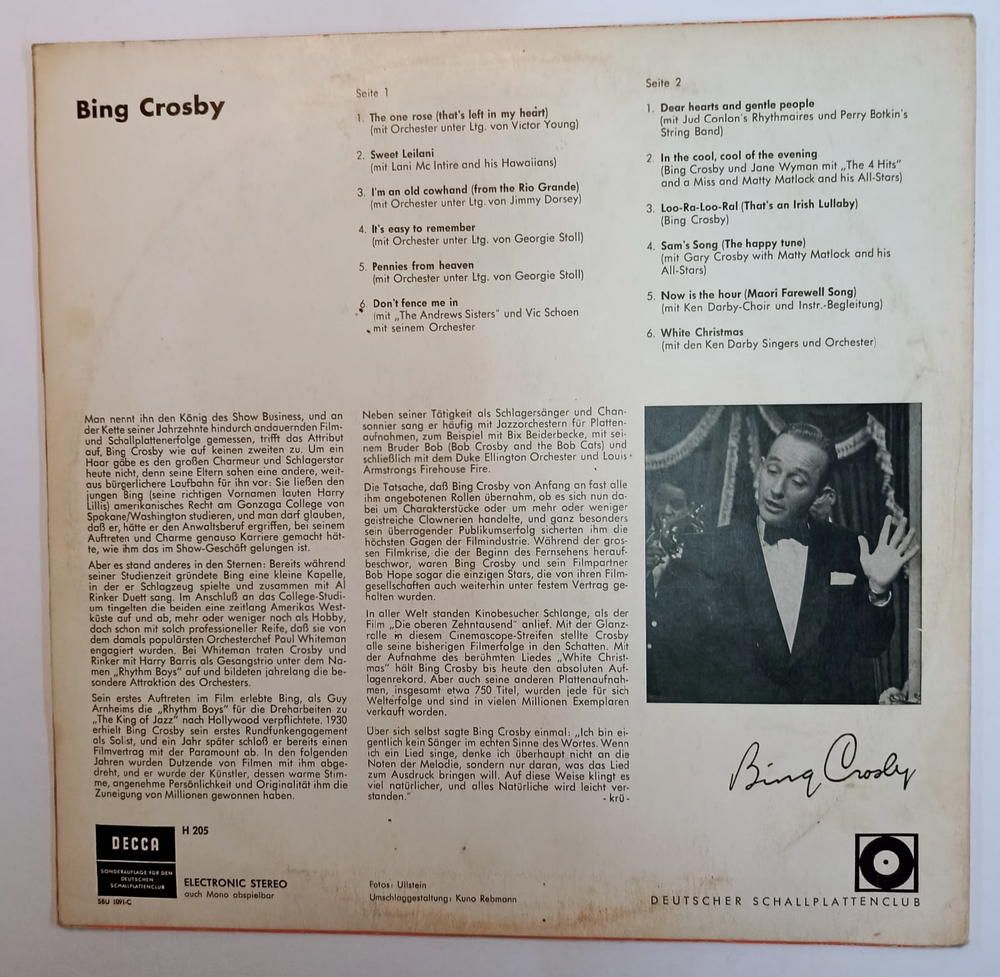 Bing Crosby
Seite 1
1. The one rose (that's left in my heart)
(mit Orchester unter Ltg. von Victor Young)
2. Sweet Leilani
(mit Lani Mc Intire and his Hawaiians)
3. I'm an old cowhand (from the Rio Grande)
(mit Orchester unter Ltg. von Jimmy Dorsey)
4. It's easy to remember
(mit Orchester unter Ltg. von Georgie Stoll)
5. Pennies from heaven
(mit Orchester unter Ltg. von Georgie Stoll)
6. Don't fence me in
(mit „The Andrews Sisters" und Vic Schoen
mit seinem Orchester
Seite 2
1. Dear hearts and gentle people
(mit Jud Conlon's Rhythmaires und Perry Botkin's
String Band)
2. In the cool, cool of the evening
(Bing Crosby und Jane Wyman mit „The 4 Hits"
and a Miss and Matty Matlock and his All-Stars)
3. Loo-Ra-Loo-Ral (That's an Irish Lullaby)
(Bing Crosby)
4. Sam's Song (The happy tune)
(mit Gary Crosby with Matty Matlock and his
All-Stars)
5. Now is the hour (Maori Farewell Song)
(mit Ken Darby-Choir und Instr.-Begleitung)
6. White Christmas
(mit den Ken Darby Singers und Orchester)
Man nennt ihn den König des Show Business, und an
der Kette seiner Jahrzehnte hindurch andauernden Film-
und Schallplattenerfolge gemessen, trifft das Attribut
auf, Bing Crosby wie auf keinen zweiten zu. Um ein
Haar gäbe es den großen Charmeur und Schlagerstar
heute nicht, denn seine Eltern sahen eine andere, weit-
aus bürgerlichere Laufbahn für ihn vor: Sie ließen den
jungen Bing (seine richtigen Vornamen lauten Harry
Lillis) amerikanisches Recht am Gonzaga College von
Spokane/Washington studieren, und man darf glauben,
daß er, hätte er den Anwaltsberuf ergriffen, bei seinem
Auftreten und Charme genauso Karriere gemacht hät-
te, wie ihm das im Show-Geschäft gelungen ist.
Aber es stand anderes in den Sternen: Bereits während
seiner Studienzeit gründete Bing eine kleine Kapelle,
in der er Schlagzeug spielte und zusammen mit Al
Rinker Duett sang. Im Anschluß an das College-Studi-
um tingelten die beiden eine zeitlang Amerikas West-
küste auf und ab, mehr oder weniger noch als Hobby,
doch schon mit solch professioneller Reife, daß sie von
dem damals populärsten Orchesterchef Paul Whiteman
engagiert wurden. Bei Whiteman traten Crosby und
Rinker mit Harry Barris als Gesangstrio unter dem Na-
men „Rhythm Boys" auf und bildeten jahrelang die be-
sondere Attraktion des Orchesters.
Sein erstes Auftreten im Film erlebte Bing, als Guy
Arnheims die „Rhythm Boys" für die Dreharbeiten zu
„The King of Jazz" nach Hollywood verpflichtete. 1930
erhielt Bing Crosby sein erstes Rundfunkengagement
als Solist, und ein Jahr später schloß er bereits einen
Filmvertrag mit der Paramount ab. In den folgenden
Jahren wurden Dutzende von Filmen mit ihm abge-
dreht, und er wurde der Künstler, dessen warme Stim-
me, angenehme Persönlichkeit und Originalität ihm die
Zuneigung von Millionen gewonnen haben.
Neben seiner Tätigkeit als Schlagersänger und Chan-
sonnier sang er häufig mit Jazzorchestern für Platten-
aufnahmen, zum Beispiel mit Bix Beiderbecke, mit sei-
nem Bruder Bob (Bob Crosby and the Bob Cats) und
schließlich mit dem Duke Ellington Orchester und Louis
Armstrongs Firehouse Fire.
Die Tatsache, daß Bing Crosby von Anfang an fast alle
ihm angebotenen Rollen übernahm, ob es sich nun da-
bei um Charakterstücke oder um mehr oder weniger
geistreiche Clownerien handelte, und ganz besonders
sein überragender Publikumserfolg sicherten ihm die
höchsten Gagen der Filmindustrie. Während der gros-
sen Filmkrise, die der Beginn des Fernsehens herauf-
beschwor, waren Bing Crosby und sein Filmpartner
Bob Hope sogar die einzigen Stars, die von ihren Film-
gesellschaften auch weiterhin unter festem Vertrag ge-
halten wurden.
In aller Welt standen Kinobesucher Schlange, als der
Film „Die oberen Zehntausend" anlief. Mit der Glanz-
rolle in diesem Cinemascope-Streifen stellte Crosby
alle seine bisherigen Filmerfolge in den Schatten. Mit
der Aufnahme des berühmten Liedes „White Christ-
mas" hält Bing Crosby bis heute den absoluten Auf-
lagenrekord. Aber auch seine anderen Plattenaufnah-
men, insgesamt etwa 750 Titel, wurden jede für sich
Welterfolge und sind in vielen Millionen Exemplaren
verkauft worden.
Über sich selbst sagte Bing Crosby einmal: „Ich bin ei-
gentlich kein Sänger im echten Sinne des Wortes. Wenn
ich ein Lied singe, denke ich überhaupt nicht an die
Noten der Melodie, sondern nur daran, was das Lied
zum Ausdruck bringen will. Auf diese Weise klingt es
viel natürlicher, und alles Natürliche wird leicht ver-
standen."
- krü -
Bing Crosby
DECCA
SONDERAUFLAGE FÜR DEN
DEUTSCHEN
SCHALLPLATTENCLUB
SBU 1091-C
H 205
ELECTRONIC STEREO
auch Mono abspielbar
Fotos: Ullstein
Umschlaggestaltung: Kuno Rebmann
DEUTSCHER SCHALLPLATTENCLUB